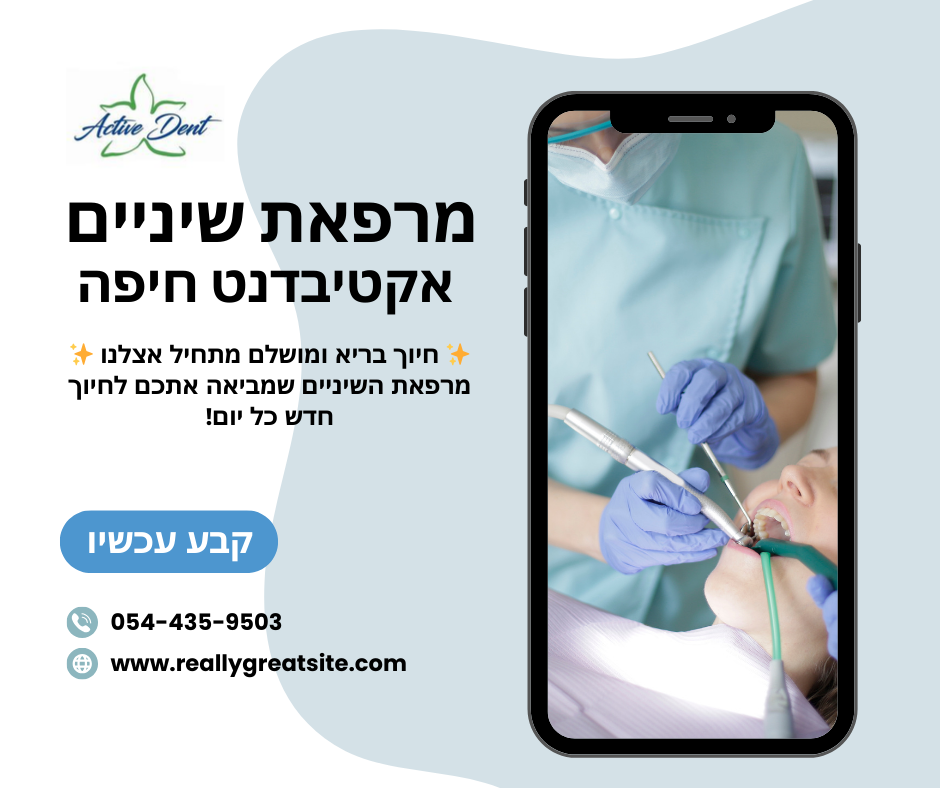 Active Dent
מרפאת שיניים
אקטיבדנט חיפה
✨ חיוך בריא ומושלם מתחיל אצלנו ✨
מרפאת השיניים שמביאה אתכם לחיוך
חדש כל יום!
קבע עכשיו
054-435-9503
www.reallygreatsite.com